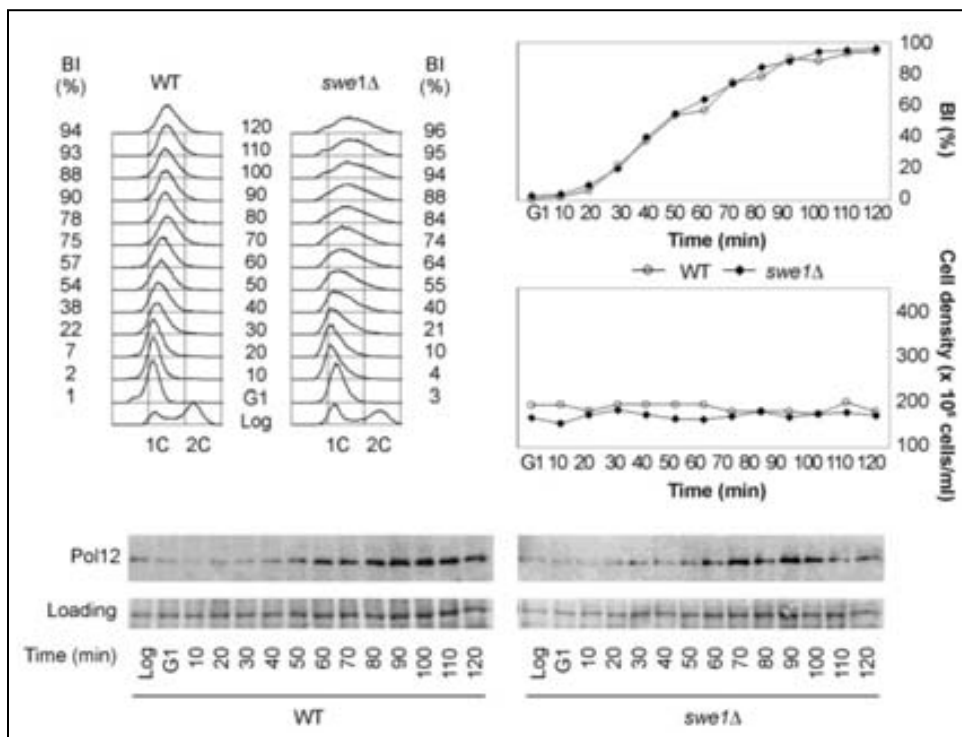 BI
(%)
WT
swe1Δ
BI
(%)
94 120 96
93 110 95
88 100 94
90 90 88
78 80 84
75 70 74
57 60 64
54 50 55
38 40 40
22 30 21
7 20 10
2 10 4
1 G1 3
Log
1C 2C 1C 2C
100
80
60
40
20
0
BI (%)
G1 10 20 30 40 50 60 70 80 90 100 110 120
Time (min)
WT swe1Δ
400
300
200
100
Cell density (x 10⁶ cells/ml)
G1 10 20 30 40 50 60 70 80 90 100 110 120
Time (min)
Pol12
Loading
Time (min)
Log G1 10 20 30 40 50 60 70 80 90 100 110 120
Log G1 10 20 30 40 50 60 70 80 90 100 110 120
WT
swe1Δ